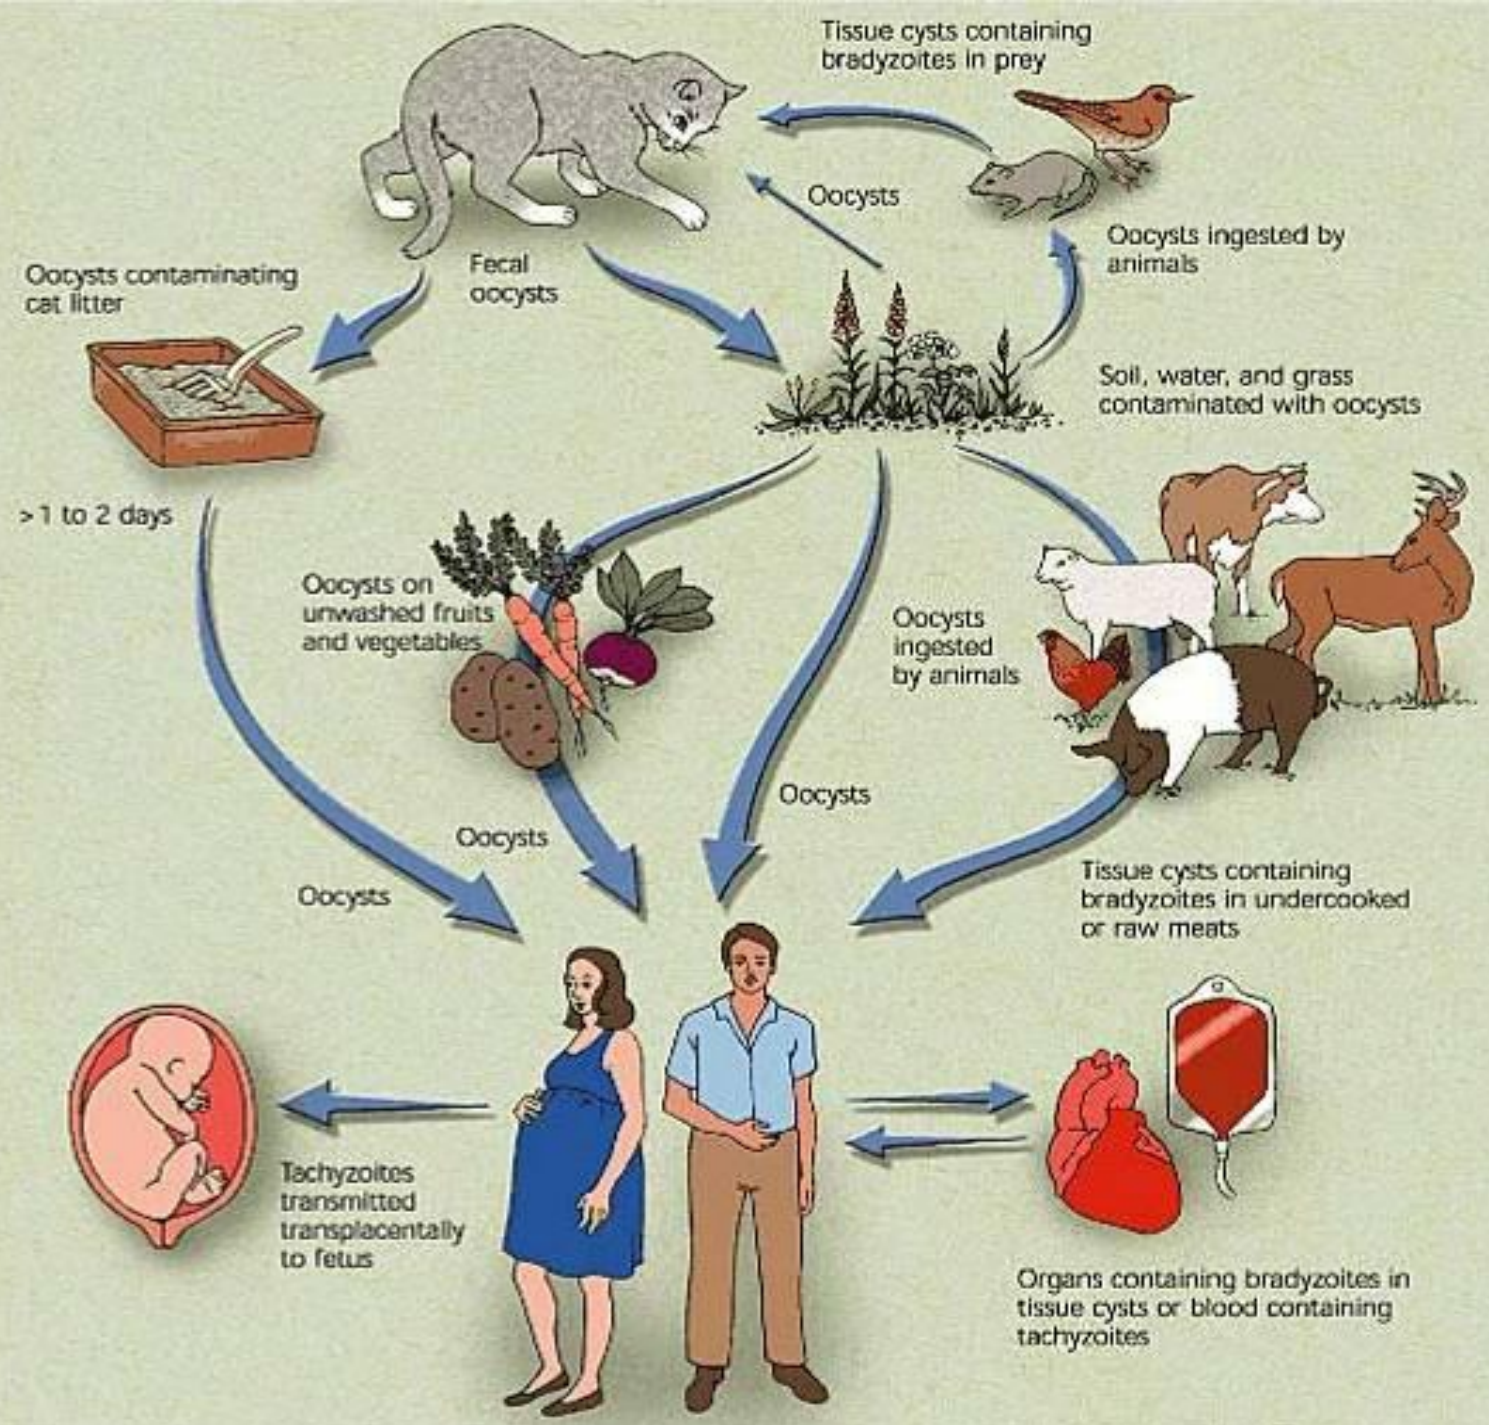 Tissue cysts containing
bradyzoites in prey
Oocysts
Oocysts ingested by
animals
Fecal
oocysts
Oocysts contaminating
cat litter
Soil, water, and grass
contaminated with oocysts
>1 to 2 days
Oocysts on
unwashed fruits
and vegetables
Oocysts
ingested
by animals
Oocysts
Oocysts
Oocysts
Tissue cysts containing
bradyzoites in undercooked
or raw meats
Tachyzoites
transmitted
transplacentally
to fetus
Organs containing bradyzoites in
tissue cysts or blood containing
tachyzoites